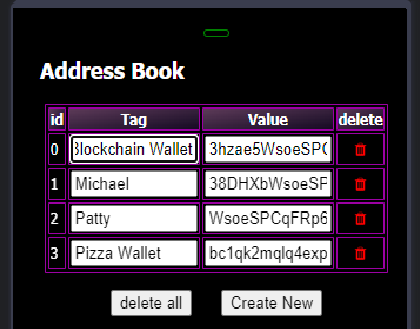 Address Book
id Tag Value delete
0 Blockchain Wallet 3hzae5WsoeSPC
1 Michael 38DHXbWsoeSF
2 Patty WsoeSPCqFRp6
3 Pizza Wallet bc1qk2mqlq4exp
delete all Create New